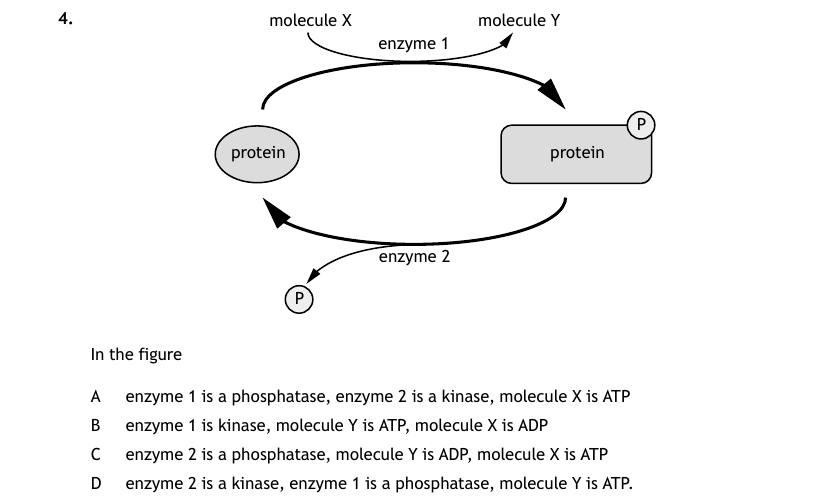 4.
molecule X molecule Y
enzyme 1
P
protein protein
enzyme 2
P
In the figure
A enzyme 1 is a phosphatase, enzyme 2 is a kinase, molecule X is ATP
B enzyme 1 is kinase, molecule Y is ATP, molecule X is ADP
C enzyme 2 is a phosphatase, molecule Y is ADP, molecule X is ATP
D enzyme 2 is a kinase, enzyme 1 is a phosphatase, molecule Y is ATP.